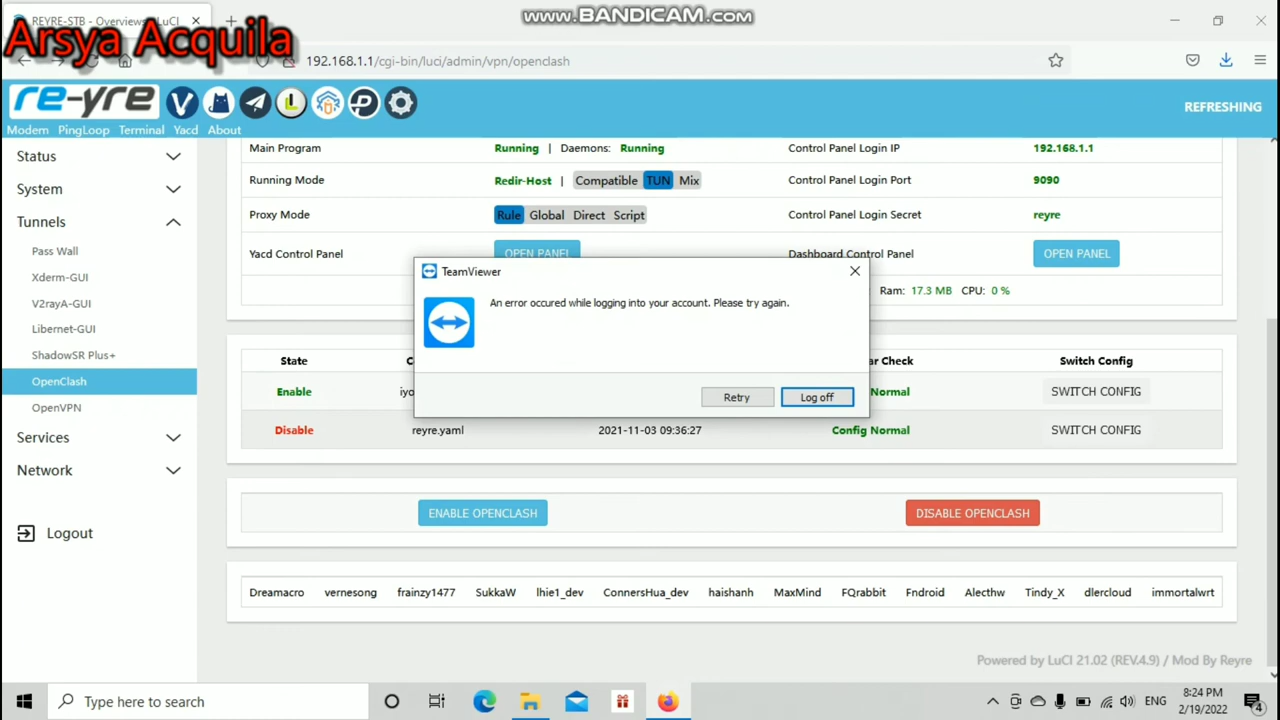 www.BANDICAM.com
REYRE-STB - Overview LuCI
Arsya Acquila
192.168.1.1/cgi-bin/luci/admin/vpn/openclash
re-yre
REFRESHING
Modem PingLoop Terminal Yacd About
Status
System
Tunnels
Pass Wall
Xderm-GUI
V2rayA-GUI
Libernet-GUI
ShadowSR Plus+
OpenClash
OpenVPN
Services
Network
Logout
Main Program Running | Daemons: Running Control Panel Login IP 192.168.1.1
Running Mode Redir-Host | Compatible TUN Mix Control Panel Login Port 9090
Proxy Mode Rule Global Direct Script Control Panel Login Secret reyre
Yacd Control Panel OPEN PANEL Dashboard Control Panel OPEN PANEL
Ram: 17.3 MB CPU: 0 %
TeamViewer
An error occured while logging into your account. Please try again.
Retry Log off
State Check Switch Config
Enable Normal SWITCH CONFIG
Disable reyre.yaml 2021-11-03 09:36:27 Config Normal SWITCH CONFIG
ENABLE OPENCLASH DISABLE OPENCLASH
Dreamacro vernesong frainzy1477 SukkaW lhie1_dev ConnersHua_dev haishanh MaxMind FQrabbit Fndroid Alecthw Tindy_X dlercloud immortalwrt
Powered by LuCI 21.02 (REV.4.9) / Mod By Reyre
Type here to search
ENG
8:24 PM
2/19/2022
4